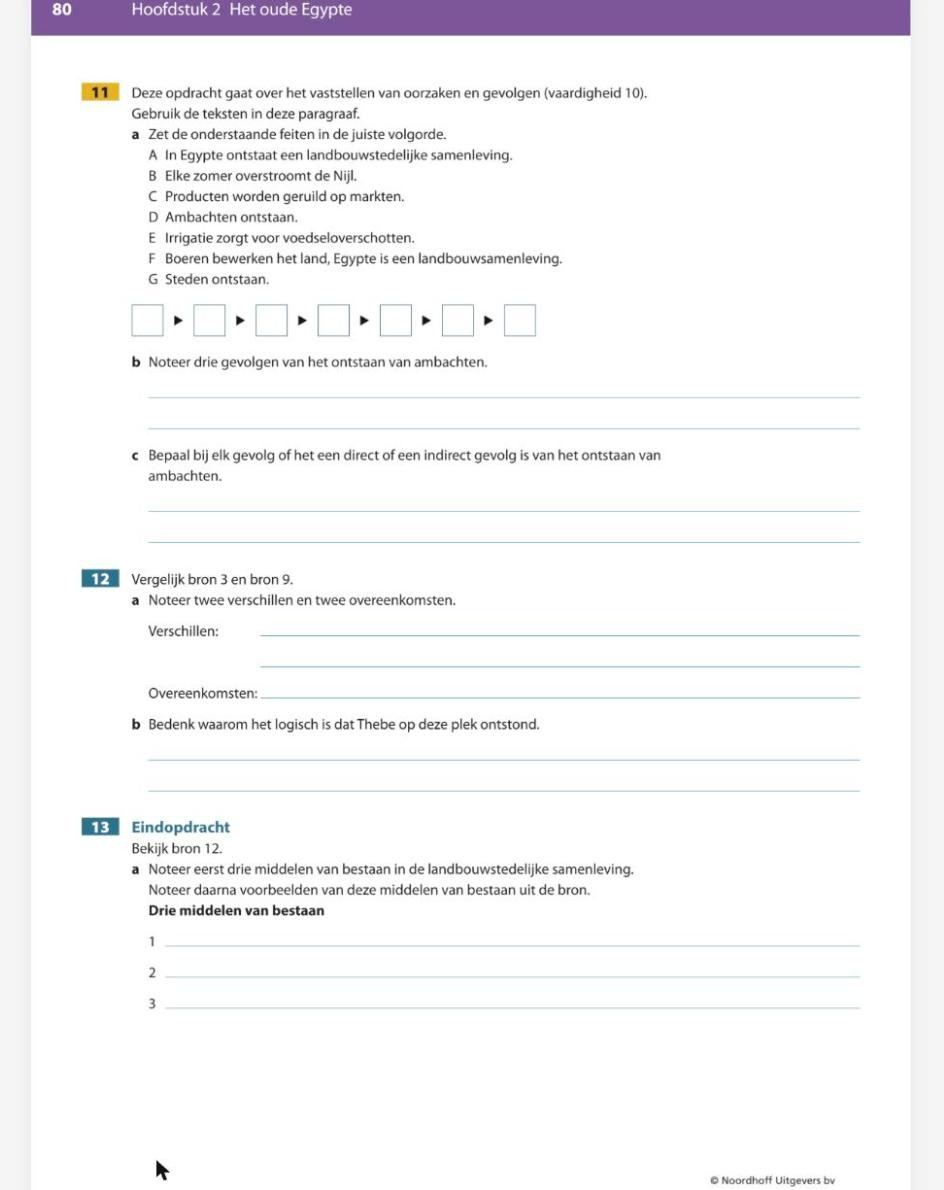 80 Hoofdstuk 2 Het oude Egypte
11 Deze opdracht gaat over het vaststellen van oorzaken en gevolgen (vaardigheid 10).
Gebruik de teksten in deze paragraaf.
a Zet de onderstaande feiten in de juiste volgorde.
A In Egypte ontstaat een landbouwstedelijke samenleving.
B Elke zomer overstroomt de Nijl.
C Producten worden geruild op markten.
D Ambachten ontstaan.
E Irrigatie zorgt voor voedseloverschotten.
F Boeren bewerken het land, Egypte is een landbouwsamenleving.
G Steden ontstaan.
b Noteer drie gevolgen van het ontstaan van ambachten.
c Bepaal bij elk gevolg of het een direct of een indirect gevolg is van het ontstaan van
ambachten.
12 Vergelijk bron 3 en bron 9.
a Noteer twee verschillen en twee overeenkomsten.
Verschillen:
Overeenkomsten:
b Bedenk waarom het logisch is dat Thebe op deze plek ontstond.
13 Eindopdracht
Bekijk bron 12.
a Noteer eerst drie middelen van bestaan in de landbouwstedelijke samenleving.
Noteer daarna voorbeelden van deze middelen van bestaan uit de bron.
Drie middelen van bestaan
1
2
3
© Noordhoff Uitgevers bv